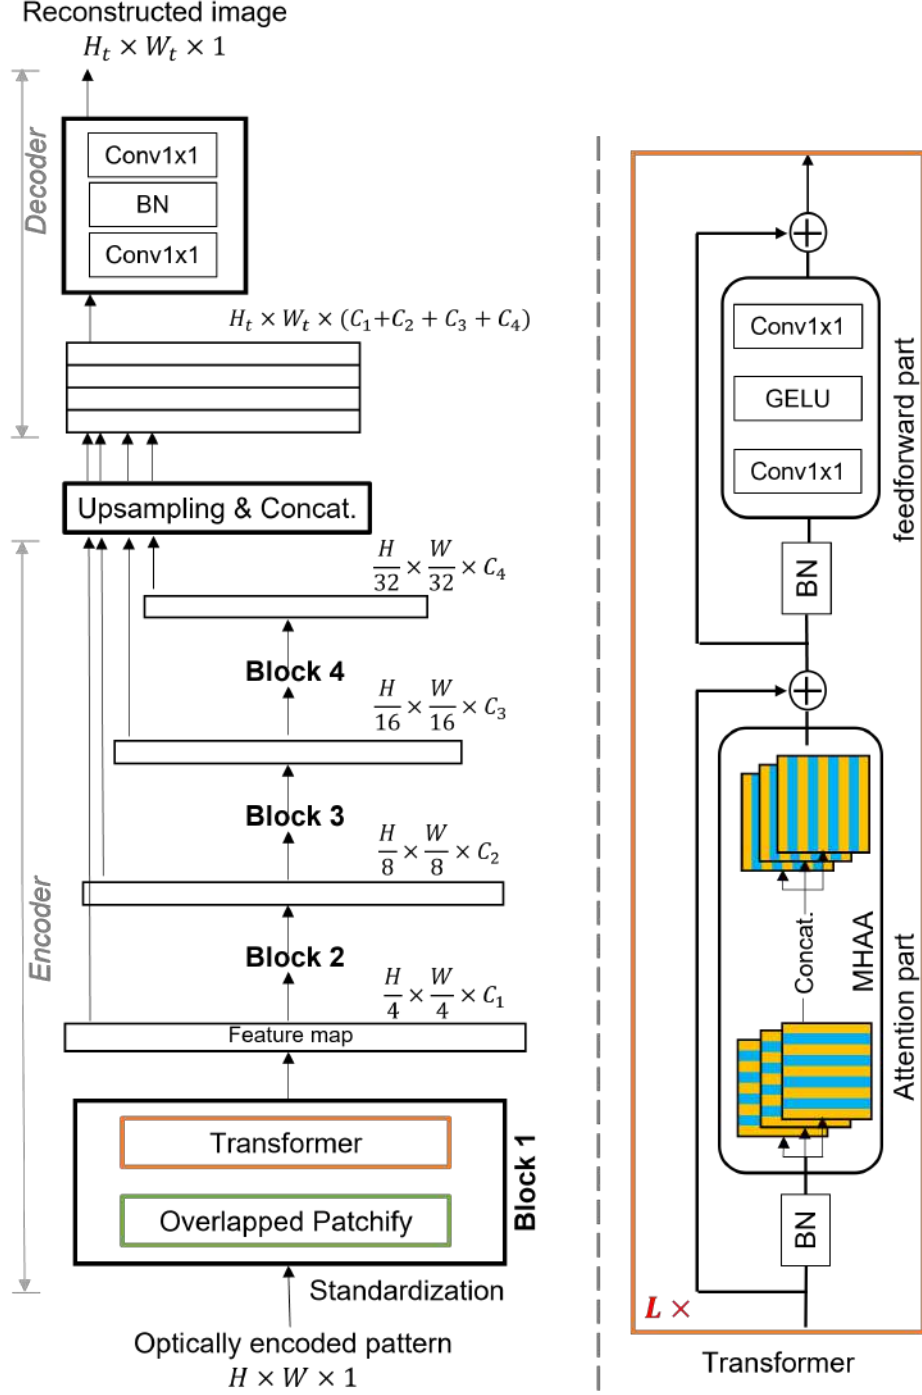 Reconstructed image
H_t × W_t × 1
Decoder
Conv1x1
BN
Conv1x1
H_t × W_t × (C_1+C_2 + C_3 + C_4)
Upsampling & Concat.
Encoder
H/32 × W/32 × C_4
Block 4
H/16 × W/16 × C_3
Block 3
H/8 × W/8 × C_2
Block 2
H/4 × W/4 × C_1
Feature map
Transformer
Overlapped Patchify
Block 1
Standardization
Optically encoded pattern
H × W × 1
Conv1x1
GELU
Conv1x1
feedforward part
BN
Concat.
MHAA
Attention part
BN
L ×
Transformer